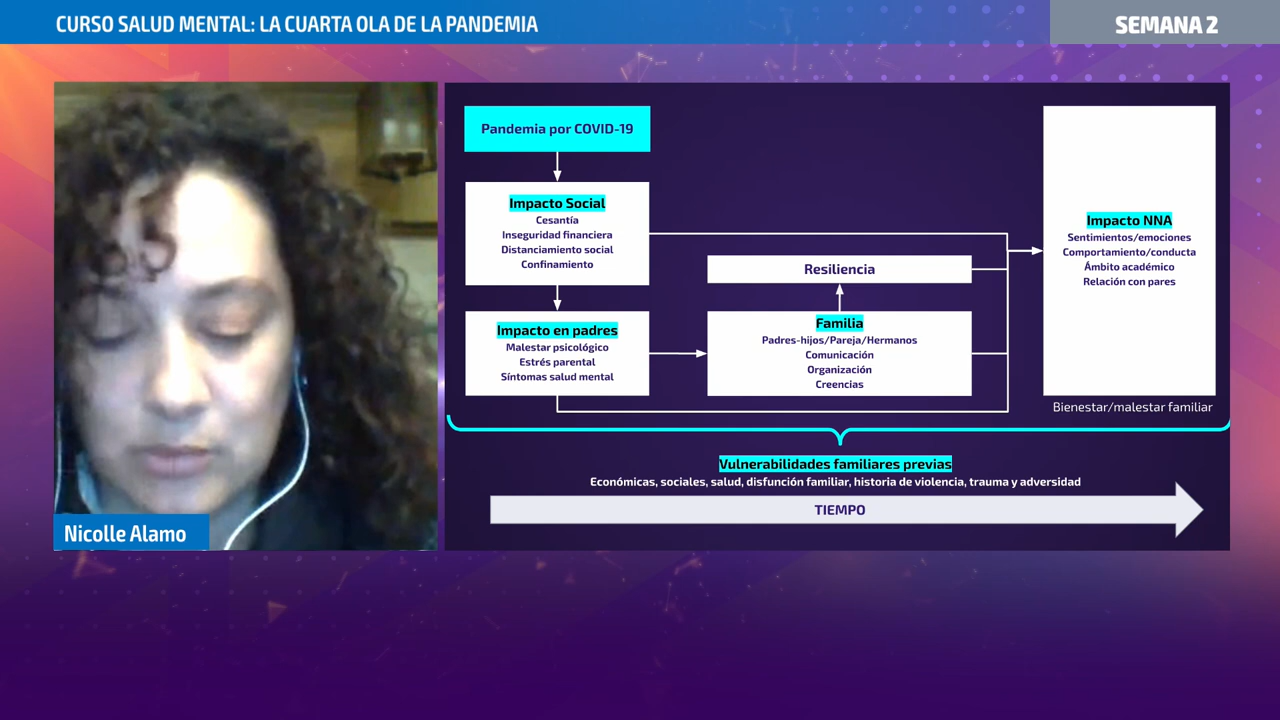 CURSO SALUD MENTAL: LA CUARTA OLA DE LA PANDEMIA
SEMANA 2
Pandemia por COVID-19
Impacto Social
Cesantía
Inseguridad financiera
Distanciamiento social
Confinamiento
Impacto en padres
Malestar psicológico
Estrés parental
Síntomas salud mental
Resiliencia
Familia
Padres-hijos/Pareja/Hermanos
Comunicación
Organización
Creencias
Impacto NNA
Sentimientos/emociones
Comportamiento/conducta
Ámbito académico
Relación con pares
Bienestar/malestar familiar
Vulnerabilidades familiares previas
Económicas, sociales, salud, disfunción familiar, historia de violencia, trauma y adversidad
TIEMPO
Nicolle Alamo